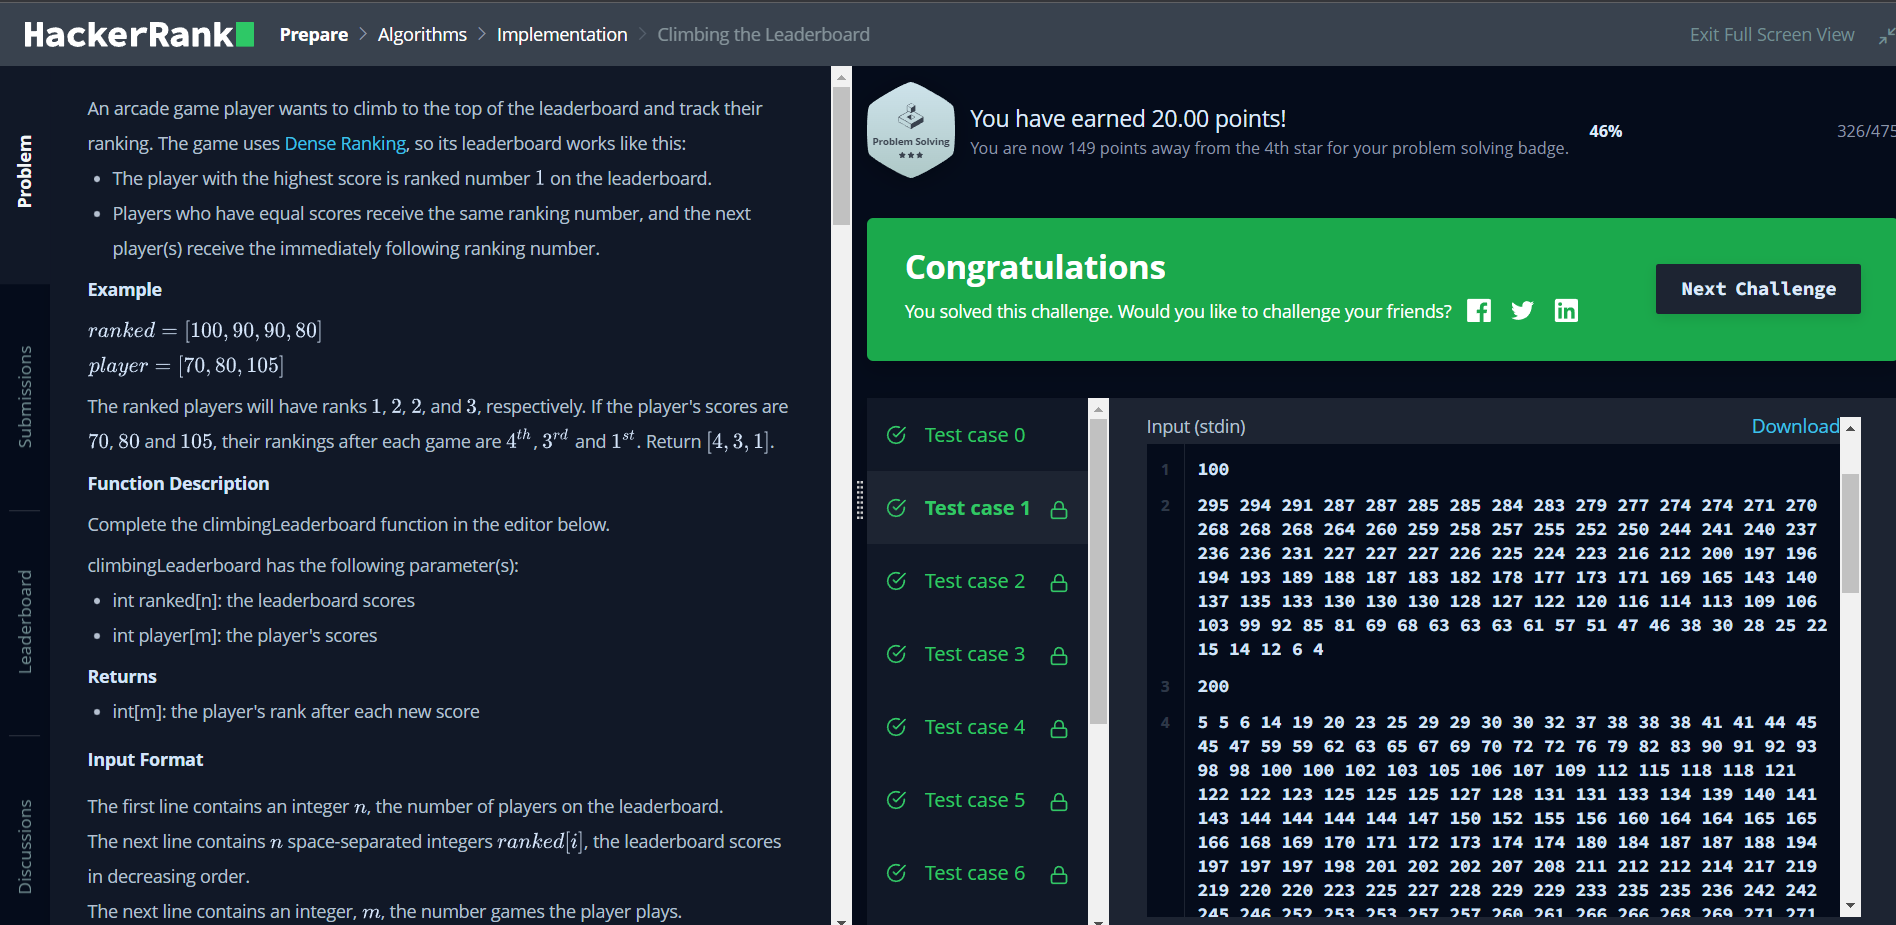 HackerRank Prepare > Algorithms > Implementation > Climbing the Leaderboard Exit Full Screen View
Problem
Submissions
Leaderboard
Discussions
An arcade game player wants to climb to the top of the leaderboard and track their
ranking. The game uses Dense Ranking, so its leaderboard works like this:
• The player with the highest score is ranked number 1 on the leaderboard.
• Players who have equal scores receive the same ranking number, and the next
player(s) receive the immediately following ranking number.
Example
ranked = [100, 90, 90, 80]
player = [70, 80, 105]
The ranked players will have ranks 1, 2, 2, and 3, respectively. If the player's scores are
70, 80 and 105, their rankings after each game are 4th, 3rd and 1st. Return [4, 3, 1].
Function Description
Complete the climbingLeaderboard function in the editor below.
climbingLeaderboard has the following parameter(s):
• int ranked[n]: the leaderboard scores
• int player[m]: the player's scores
Returns
• int[m]: the player's rank after each new score
Input Format
The first line contains an integer n, the number of players on the leaderboard.
The next line contains n space-separated integers ranked[i], the leaderboard scores
in decreasing order.
The next line contains an integer, m, the number games the player plays.
Problem Solving
You have earned 20.00 points!
You are now 149 points away from the 4th star for your problem solving badge.
46%
326/475
Congratulations
You solved this challenge. Would you like to challenge your friends?
Next Challenge
Test case 0
Test case 1
Test case 2
Test case 3
Test case 4
Test case 5
Test case 6
Input (stdin) Download
1 100
2 295 294 291 287 287 285 285 284 283 279 277 274 274 271 270
268 268 268 264 260 259 258 257 255 252 250 244 241 240 237
236 236 231 227 227 227 226 225 224 223 216 212 200 197 196
194 193 189 188 187 183 182 178 177 173 171 169 165 143 140
137 135 133 130 130 130 128 127 122 120 116 114 113 109 106
103 99 92 85 81 69 68 63 63 63 61 57 51 47 46 38 30 28 25 22
15 14 12 6 4
3 200
4 5 5 6 14 19 20 23 25 29 29 30 30 32 37 38 38 38 41 41 44 45
45 47 59 59 62 63 65 67 69 70 72 72 76 79 82 83 90 91 92 93
98 98 100 100 102 103 105 106 107 109 112 115 118 118 121
122 122 123 125 125 125 127 128 131 131 133 134 139 140 141
143 144 144 144 144 147 150 152 155 156 160 164 164 165 165
166 168 169 170 171 172 173 174 174 180 184 187 187 188 194
197 197 197 198 201 202 202 207 208 211 212 212 214 217 219
219 220 220 223 225 227 228 229 229 233 235 235 236 242 242
245 246 252 253 253 257 257 260 261 266 266 268 269 271 271